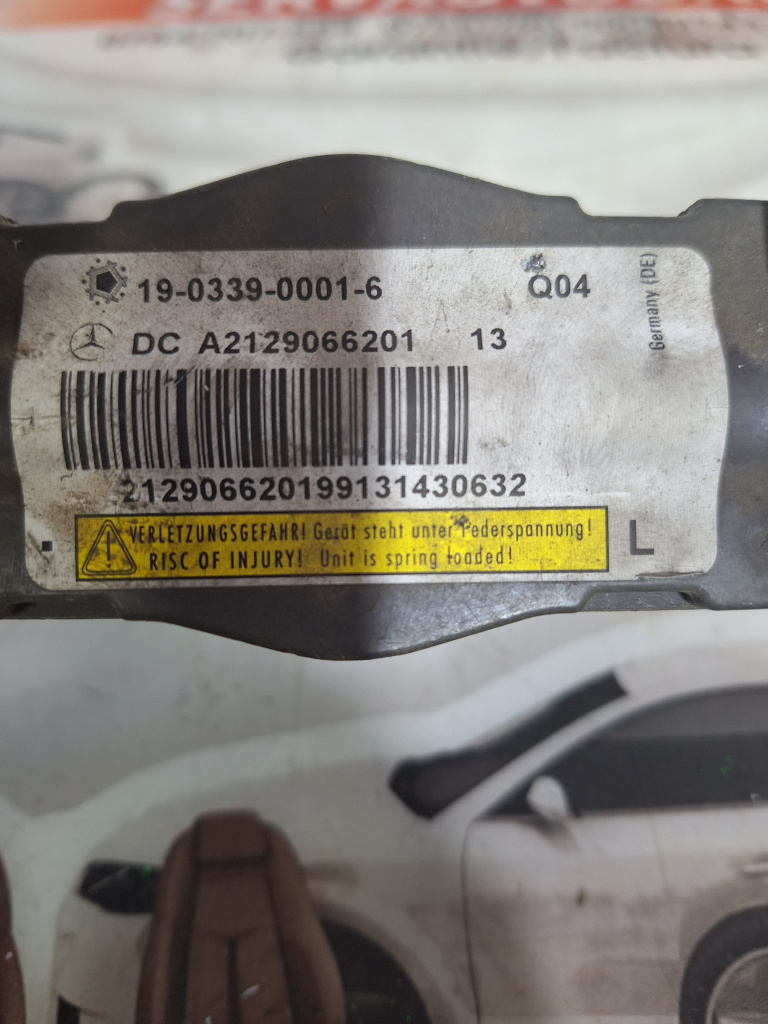 19-0339-0001-6 Q04
Germany (DE)
DC A2129066201 13
212906620199131430632
VERLETZUNGSGEFAHR! Gerät steht unter Federspannung!
RISC OF INJURY! Unit is spring loaded!
L